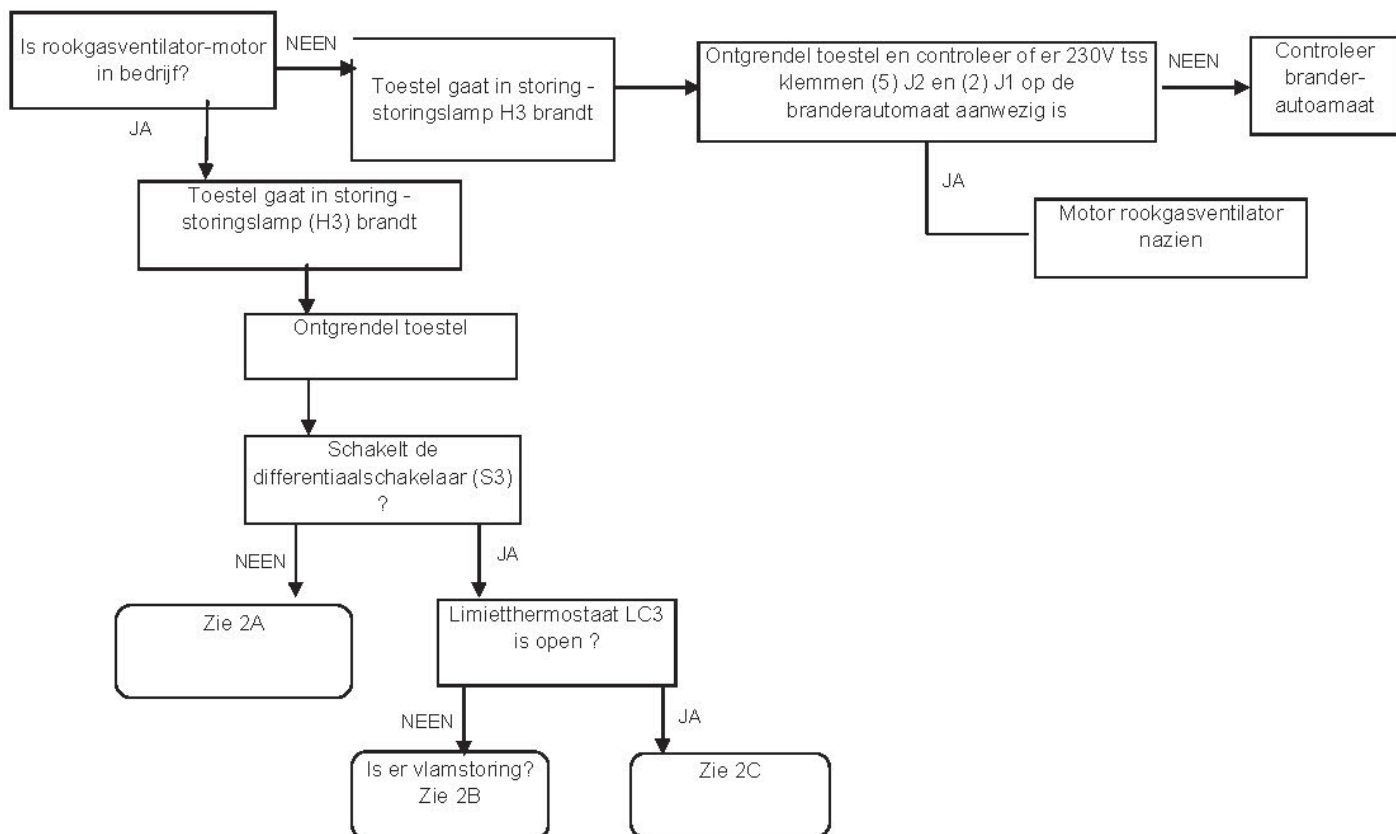 Is rookgasventilator-motor
in bedrijf?
NEEN
Toestel gaat in storing -
storingslamp H3 brandt
Ontgrendel toestel en controleer of er 230V tss
klemmen (5) J2 en (2) J1 op de
branderautomaat aanwezig is
NEEN
Controleer
brander-
autoamaat
JA
JA
Motor rookgasventilator
nazien
Toestel gaat in storing -
storingslamp (H3) brandt
Ontgrendel toestel
Schakelt de
differentiaalschakelaar (S3)
?
NEEN
JA
Zie 2A
Limietthermostaat LC3
is open ?
NEEN
JA
Is er vlamstoring?
Zie 2B
Zie 2C